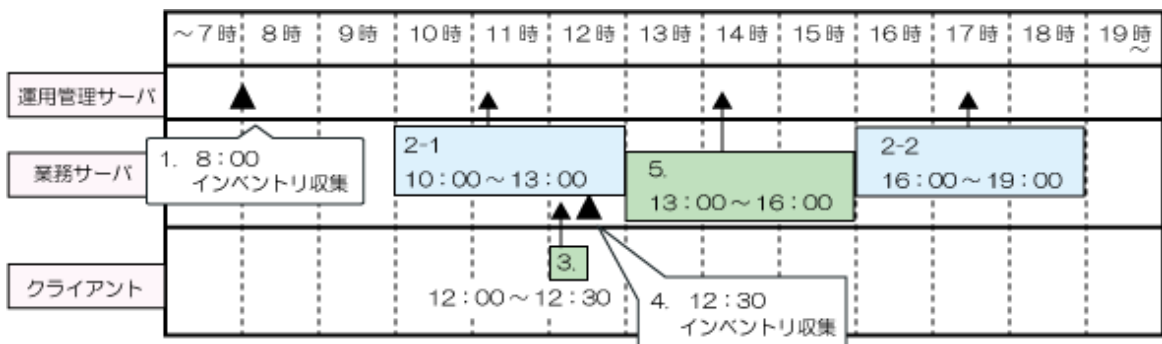 ～7時 8時 9時 10時 11時 12時 13時 14時 15時 16時 17時 18時 19時～
運用管理サーバ
1. 8：00
インベントリ収集
業務サーバ
2-1
10：00～13：00
5.
13：00～16：00
2-2
16：00～19：00
クライアント
3.
12：00～12：30
4. 12：30
インベントリ収集